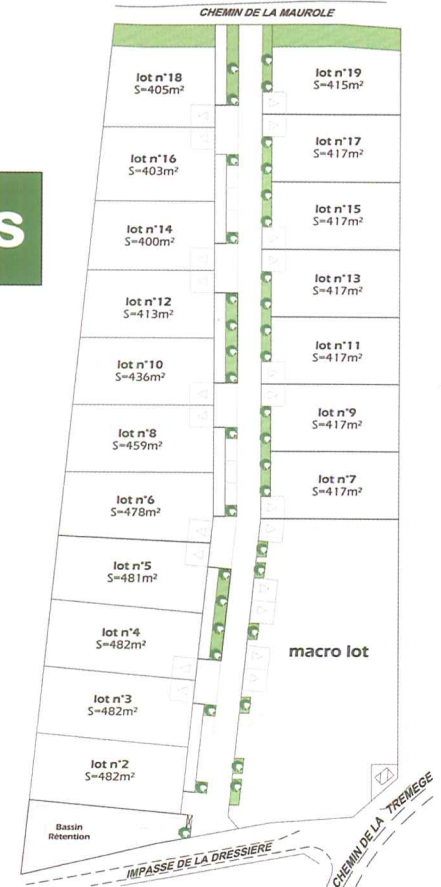 CHEMIN DE LA MAUROLE
lot n°18
S=405m²
lot n°19
S=415m²
lot n°16
S=403m²
lot n°17
S=417m²
S
lot n°14
S=400m²
lot n°15
S=417m²
lot n°12
S=413m²
lot n°13
S=417m²
lot n°10
S=436m²
lot n°11
S=417m²
lot n°8
S=459m²
lot n°9
S=417m²
lot n°6
S=478m²
lot n°7
S=417m²
lot n°5
S=481m²
lot n°4
S=482m²
macro lot
lot n°3
S=482m²
lot n°2
S=482m²
Bassin
Rétention
IMPASSE DE LA DRESSIERE
CHEMIN DE LA TREMEGE